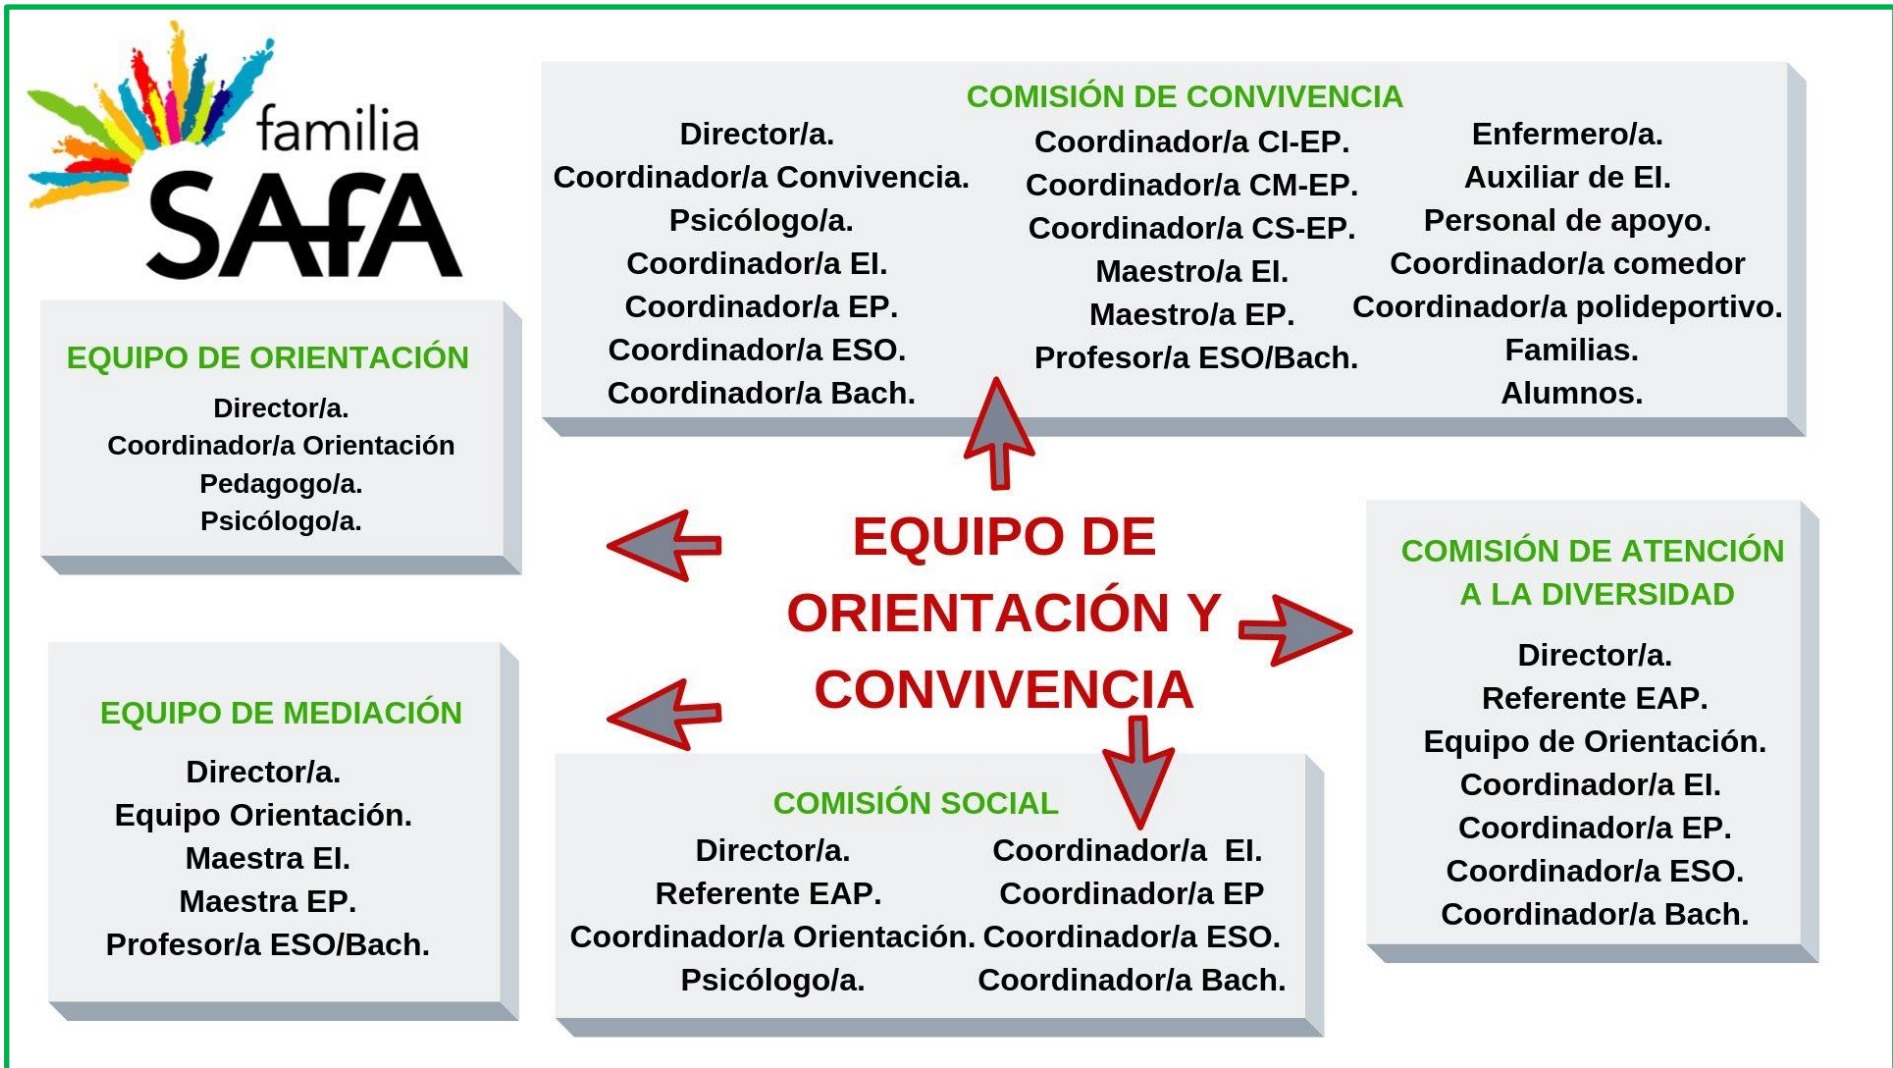 familia
SAFA
COMISIÓN DE CONVIVENCIA
Director/a.
Coordinador/a Convivencia.
Psicólogo/a.
Coordinador/a EI.
Coordinador/a EP.
Coordinador/a ESO.
Coordinador/a Bach.
Coordinador/a CI-EP.
Coordinador/a CM-EP.
Coordinador/a CS-EP.
Maestro/a EI.
Maestro/a EP.
Profesor/a ESO/Bach.
Enfermero/a.
Auxiliar de EI.
Personal de apoyo.
Coordinador/a comedor
Coordinador/a polideportivo.
Familias.
Alumnos.
EQUIPO DE ORIENTACIÓN
Director/a.
Coordinador/a Orientación
Pedagogo/a.
Psicólogo/a.
EQUIPO DE
ORIENTACIÓN Y
CONVIVENCIA
COMISIÓN DE ATENCIÓN
A LA DIVERSIDAD
Director/a.
Referente EAP.
Equipo de Orientación.
Coordinador/a EI.
Coordinador/a EP.
Coordinador/a ESO.
Coordinador/a Bach.
EQUIPO DE MEDIACIÓN
Director/a.
Equipo Orientación.
Maestra EI.
Maestra EP.
Profesor/a ESO/Bach.
COMISIÓN SOCIAL
Director/a.
Referente EAP.
Coordinador/a Orientación.
Psicólogo/a.
Coordinador/a  EI.
Coordinador/a EP
Coordinador/a ESO.
Coordinador/a Bach.